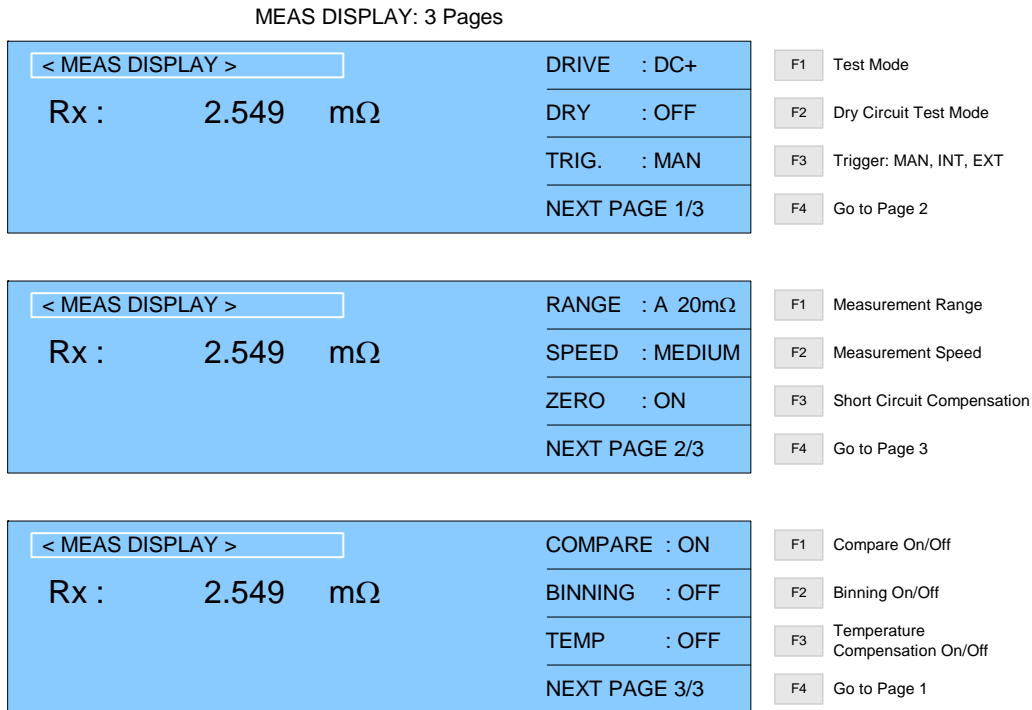 MEAS DISPLAY: 3 Pages
< MEAS DISPLAY >
Rx : 2.549 mΩ
DRIVE : DC+
DRY : OFF
TRIG. : MAN
NEXT PAGE 1/3
F1 Test Mode
F2 Dry Circuit Test Mode
F3 Trigger: MAN, INT, EXT
F4 Go to Page 2
< MEAS DISPLAY >
Rx : 2.549 mΩ
RANGE : A 20mΩ
SPEED : MEDIUM
ZERO : ON
NEXT PAGE 2/3
F1 Measurement Range
F2 Measurement Speed
F3 Short Circuit Compensation
F4 Go to Page 3
< MEAS DISPLAY >
Rx : 2.549 mΩ
COMPARE : ON
BINNING : OFF
TEMP : OFF
NEXT PAGE 3/3
F1 Compare On/Off
F2 Binning On/Off
F3 Temperature
Compensation On/Off
F4 Go to Page 1